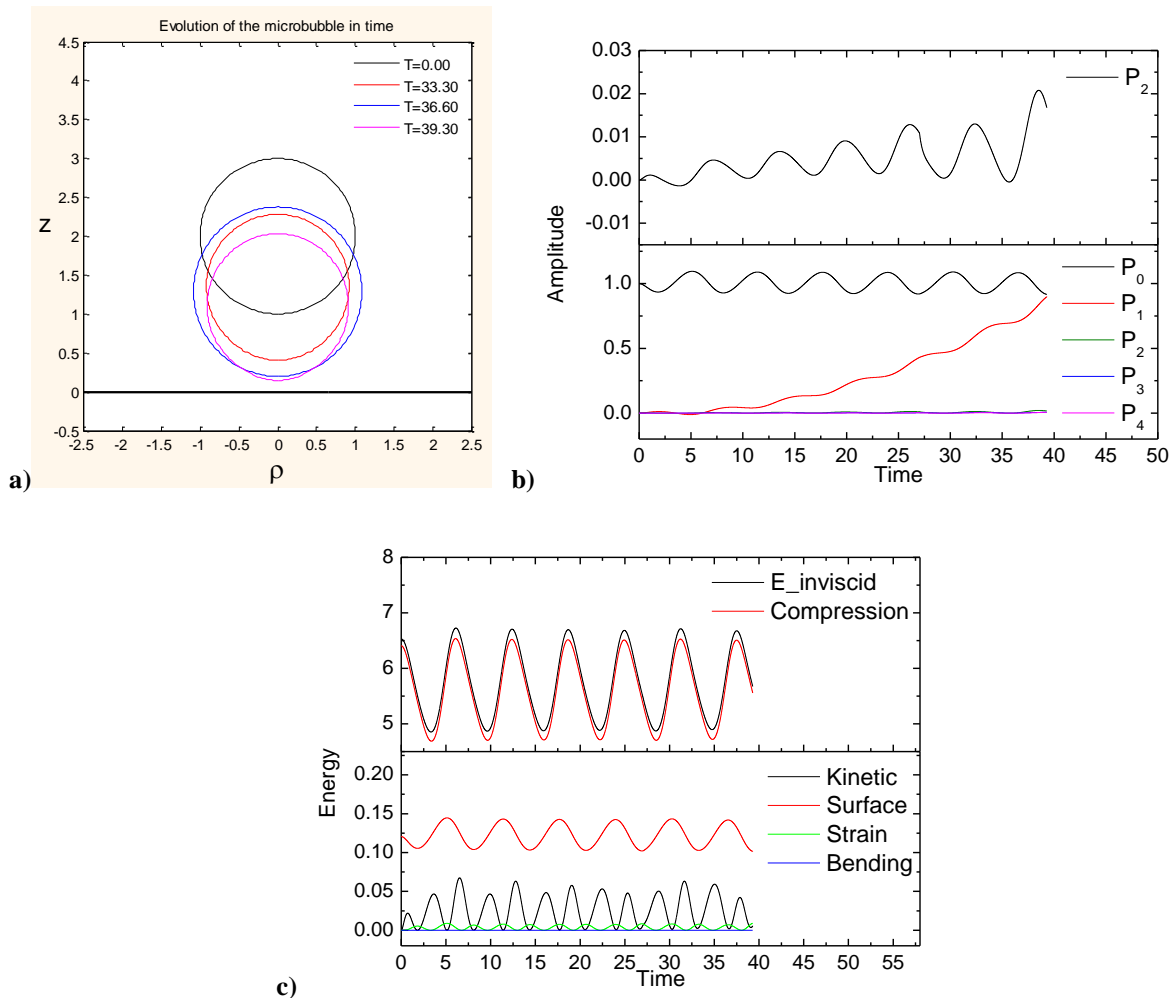 Evolution of the microbubble in time
4.5
4
3.5
3
2.5
2
1.5
1
0.5
0
-0.5
z
T=0.00
T=33.30
T=36.60
T=39.30
-2.5 -2 -1.5 -1 -0.5 0 0.5 1 1.5 2 2.5
ρ
a)
0.03
0.02
0.01
0.00
-0.01
P2
Amplitude
1.0
0.5
0.0
P0
P1
P2
P3
P4
0 5 10 15 20 25 30 35 40 45 50
Time
b)
8
7
6
5
E_inviscid
Compression
Energy
0.20
0.15
0.10
0.05
0.00
Kinetic
Surface
Strain
Bending
0 5 10 15 20 25 30 35 40 45 50 55
Time
c)